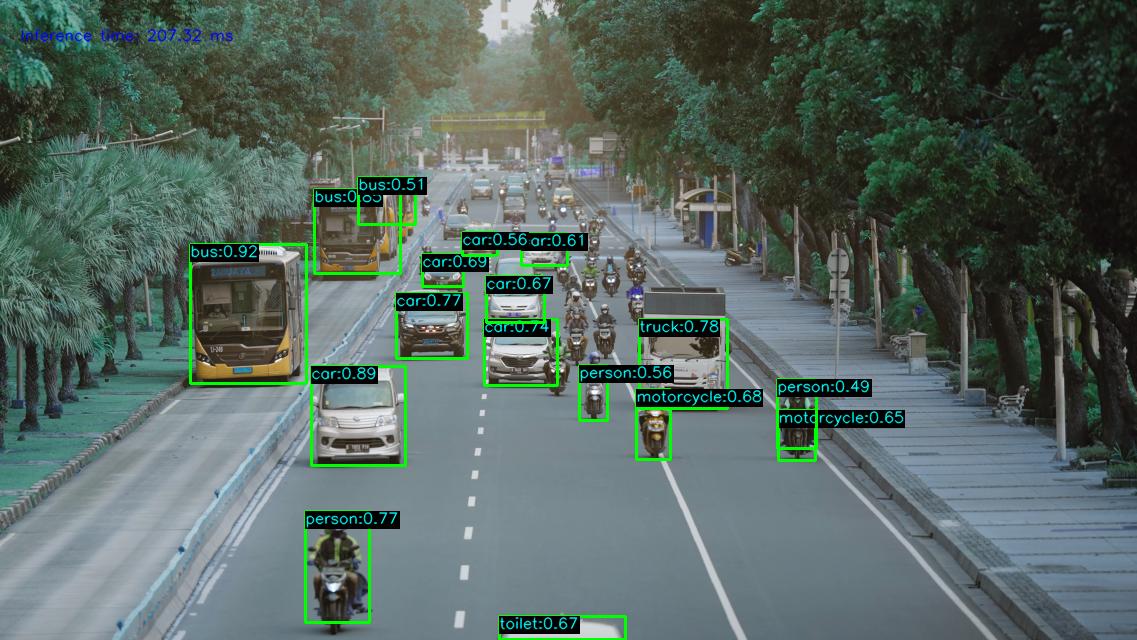 Inference time: 207.32 ms
bus:0.51
bus:0.85
bus:0.92
car:0.56
ar:0.61
car:0.69
car:0.67
car:0.77
car:0.74
truck:0.78
car:0.89
person:0.56
person:0.49
motorcycle:0.68
motorcycle:0.65
person:0.77
toilet:0.67